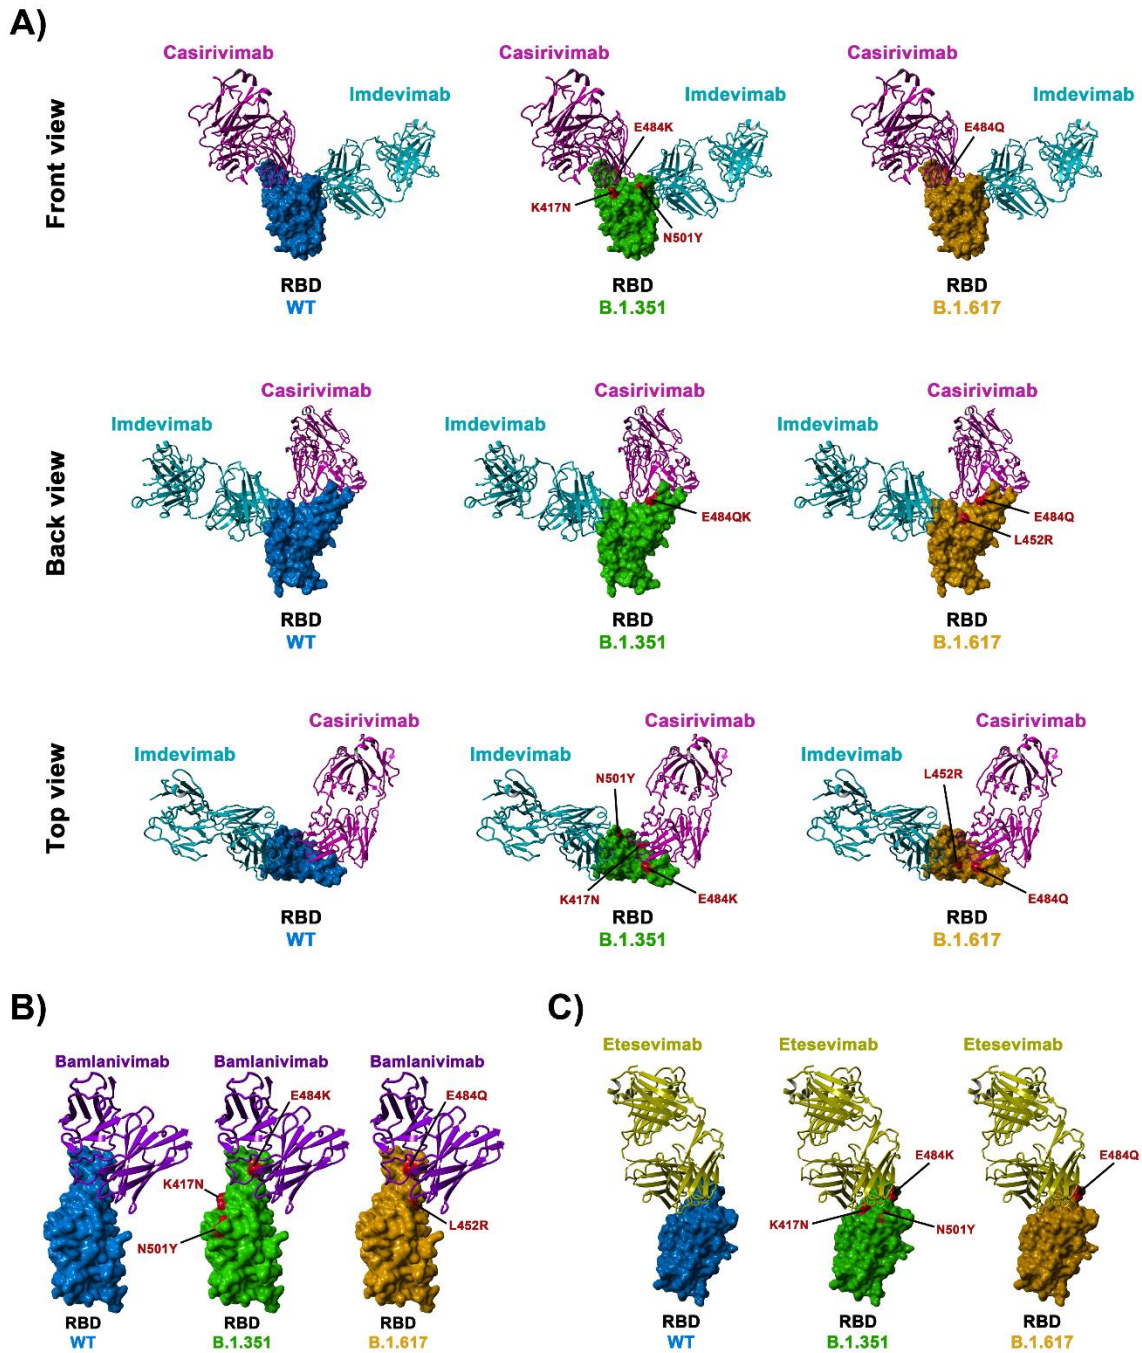 A)
Casirivimab
Casirivimab
Casirivimab
Imdevimab
Imdevimab
Imdevimab
E484K
E484Q
K417N
N501Y
Front view
RBD
WT
RBD
B.1.351
RBD
B.1.617
Casirivimab
Casirivimab
Casirivimab
Imdevimab
Imdevimab
Imdevimab
E484QK
E484Q
L452R
Back view
RBD
WT
RBD
B.1.351
RBD
B.1.617
Casirivimab
Casirivimab
Casirivimab
Imdevimab
Imdevimab
Imdevimab
N501Y
L452R
K417N
E484K
E484Q
Top view
RBD
WT
RBD
B.1.351
RBD
B.1.617
B)
Bamlanivimab
Bamlanivimab
Bamlanivimab
E484K
E484Q
K417N
N501Y
L452R
RBD
WT
RBD
B.1.351
RBD
B.1.617
C)
Etesevimab
Etesevimab
Etesevimab
E484K
E484Q
K417N
N501Y
RBD
WT
RBD
B.1.351
RBD
B.1.617